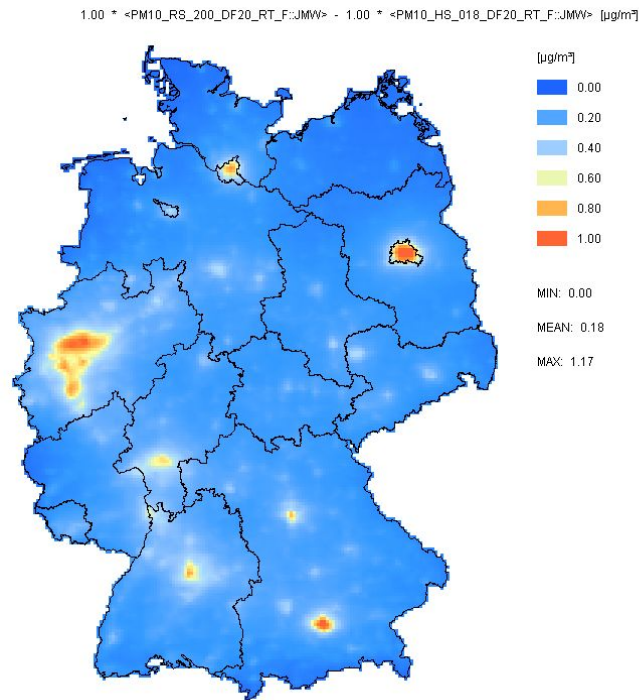 1.00 * <PM10_RS_200_DF20_RT_F::JMW> - 1.00 * <PM10_HS_018_DF20_RT_F::JMW> [µg/m³]
[µg/m³]
0.00
0.20
0.40
0.60
0.80
1.00
MIN: 0.00
MEAN: 0.18
MAX: 1.17